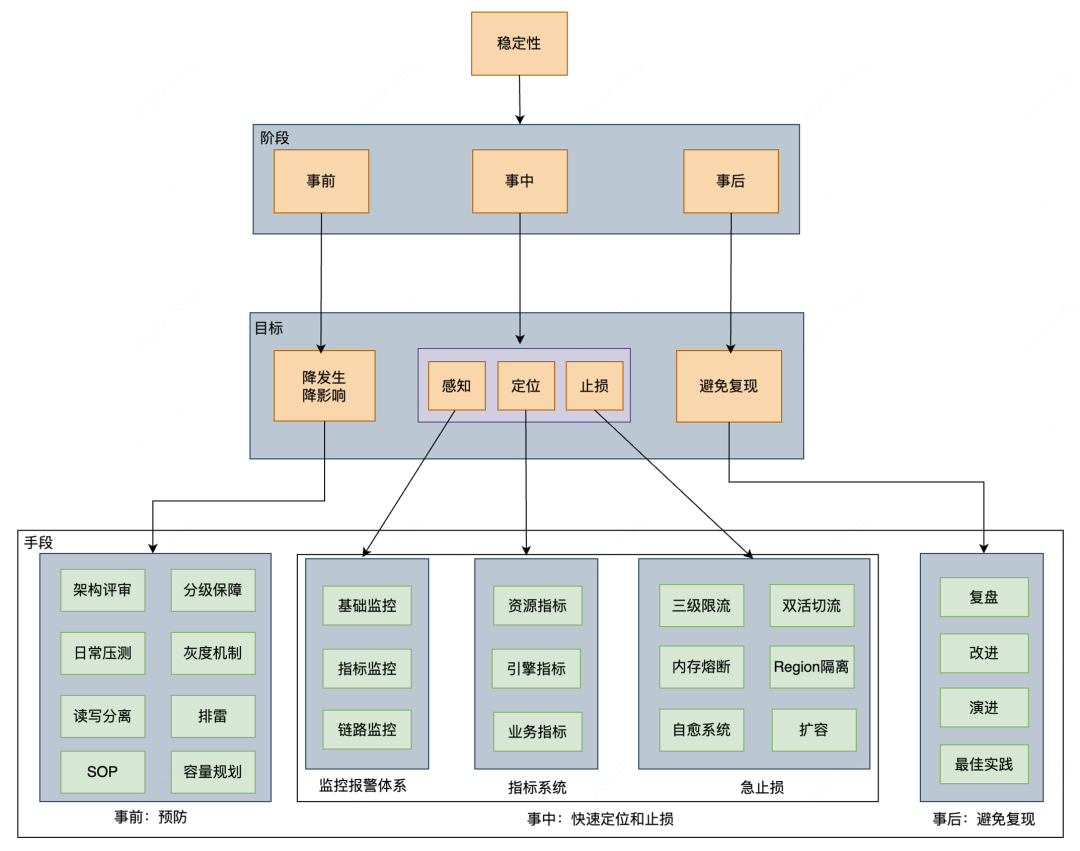 稳定性
阶段
事前
事中
事后
目标
降发生
降影响
感知
定位
止损
避免复现
手段
架构评审
分级保障
日常压测
灰度机制
读写分离
排雷
SOP
容量规划
事前：预防
基础监控
指标监控
链路监控
监控报警体系
资源指标
引擎指标
业务指标
指标系统
三级限流
双活切流
内存熔断
Region隔离
自愈系统
扩容
急止损
事中：快速定位和止损
复盘
改进
演进
最佳实践
事后：避免复现